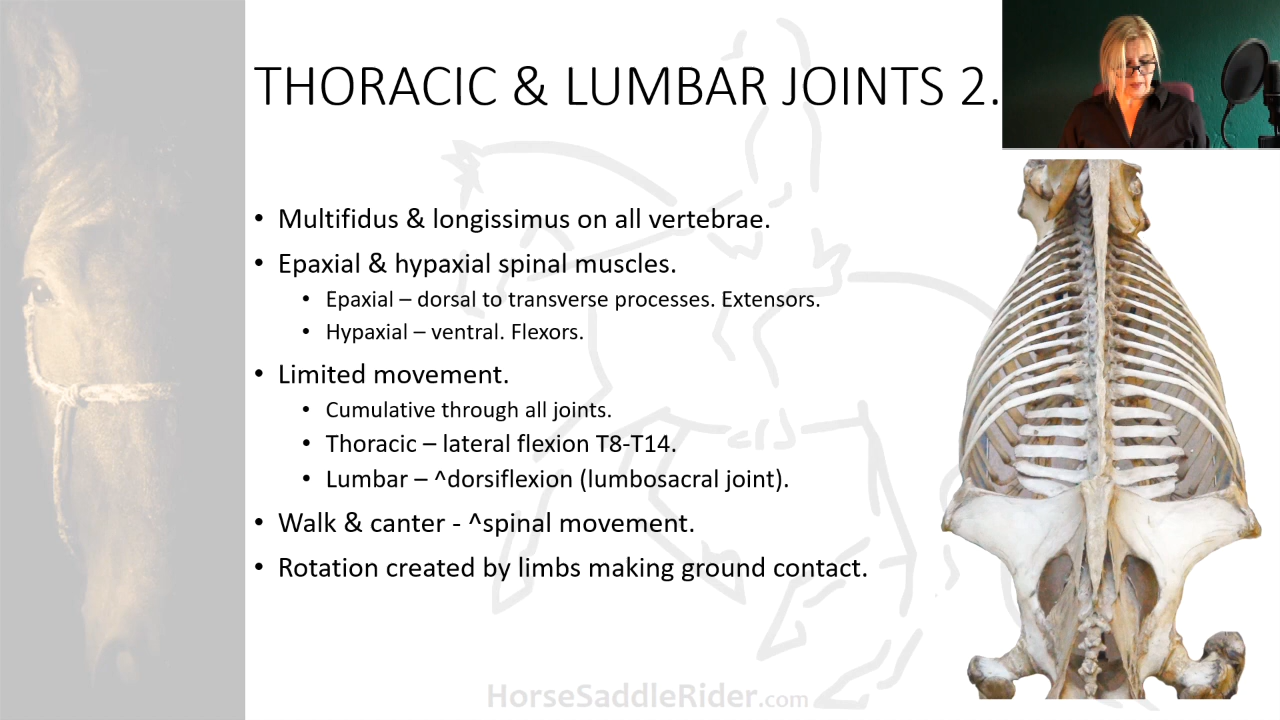 THORACIC & LUMBAR JOINTS 2.
• Multifidus & longissimus on all vertebrae.
• Epaxial & hypaxial spinal muscles.
• Epaxial – dorsal to transverse processes. Extensors.
• Hypaxial – ventral. Flexors.
• Limited movement.
• Cumulative through all joints.
• Thoracic – lateral flexion T8-T14.
• Lumbar – ^dorsiflexion (lumbosacral joint).
• Walk & canter - ^spinal movement.
• Rotation created by limbs making ground contact.
HorseSaddleRider.com